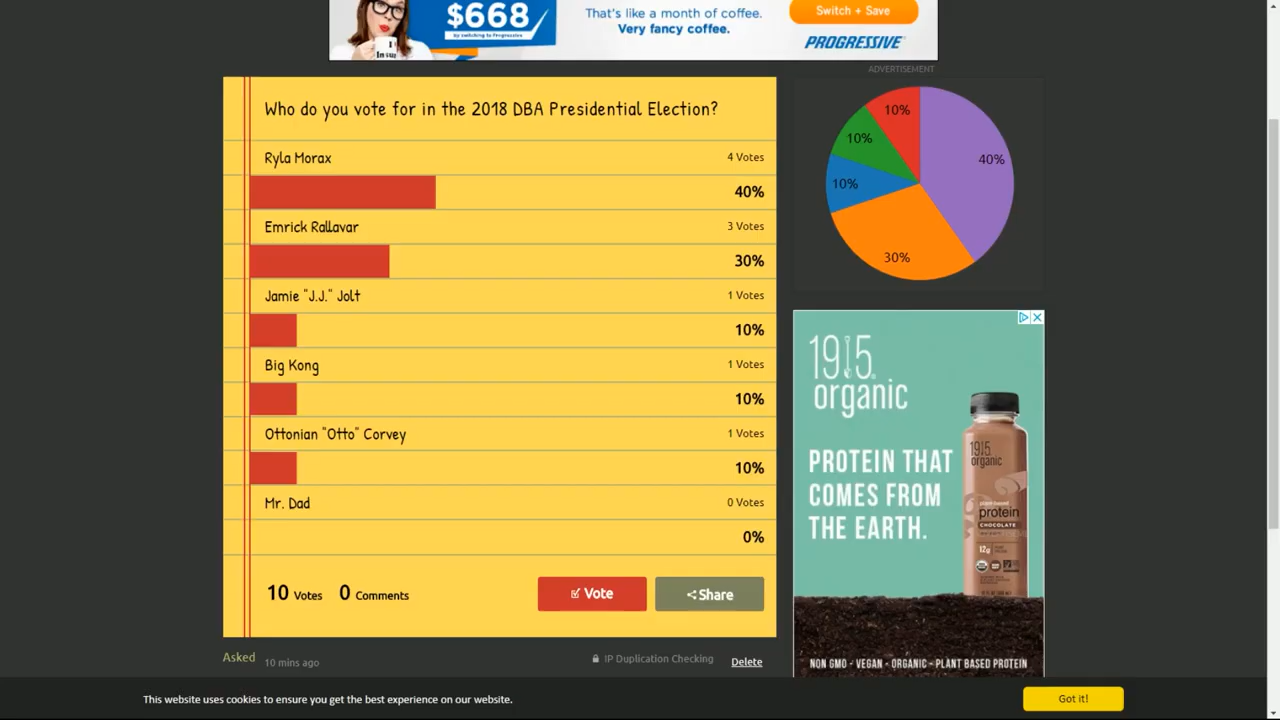 $668
by switching to Progressive
That's like a month of coffee.
Very fancy coffee.
Switch + Save
PROGRESSIVE
ADVERTISEMENT
Who do you vote for in the 2018 DBA Presidential Election?
Ryla Morax 4 Votes
40%
Emrick Rallavar 3 Votes
30%
Jamie "J.J." Jolt 1 Votes
10%
Big Kong 1 Votes
10%
Ottonian "Otto" Corvey 1 Votes
10%
Mr. Dad 0 Votes
0%
10 Votes 0 Comments Vote Share
Asked 10 mins ago IP Duplication Checking Delete
10%
40%
10%
10%
30%
1915
organic
PROTEIN THAT
COMES FROM
THE EARTH.
1915
organic
plant based
protein
CHOCOLATE
12g
NON GMO - VEGAN - ORGANIC - PLANT BASED PROTEIN
This website uses cookies to ensure you get the best experience on our website. Got it!